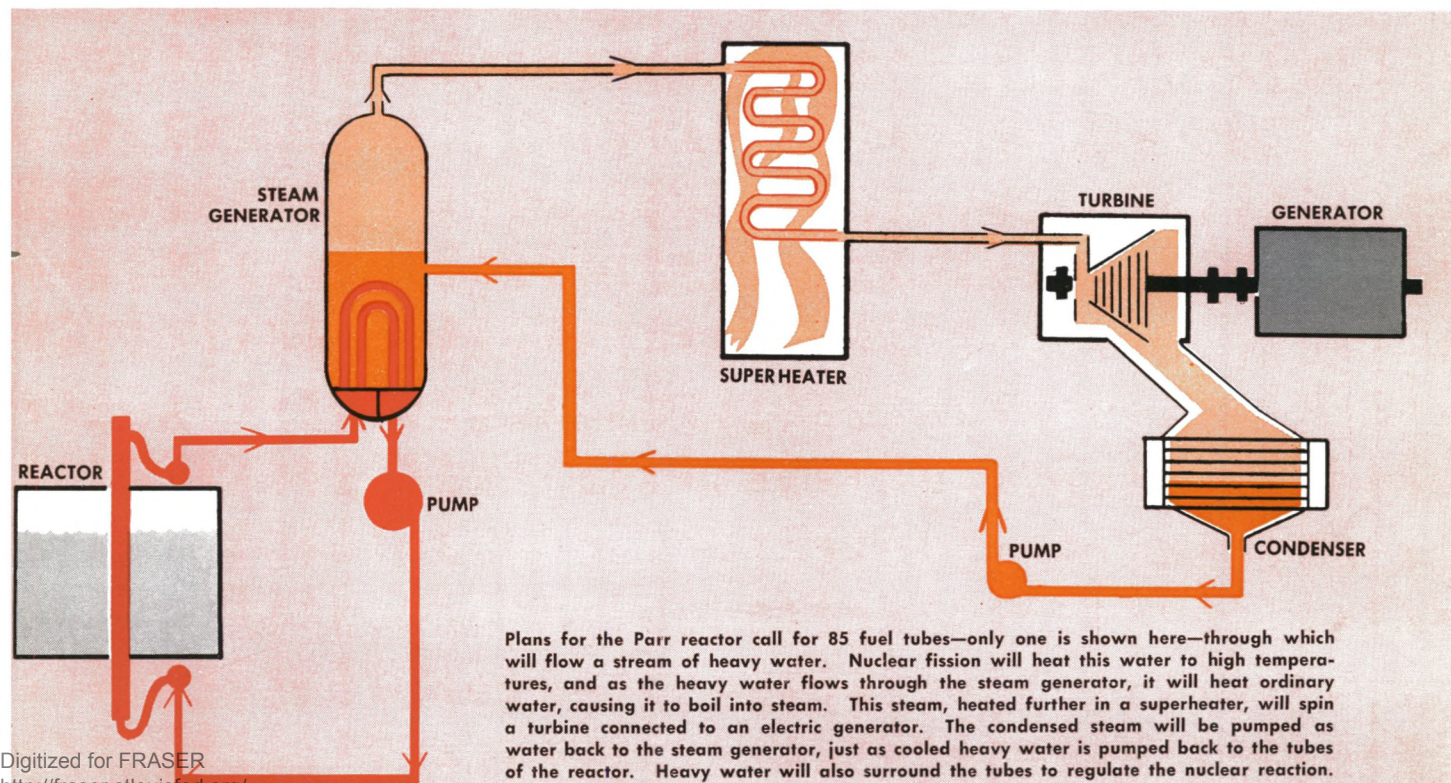 STEAM
GENERATOR
TURBINE
GENERATOR
SUPERHEATER
REACTOR
PUMP
PUMP
CONDENSER
Plans for the Parr reactor call for 85 fuel tubes—only one is shown here—through which
will flow a stream of heavy water. Nuclear fission will heat this water to high tempera-
tures, and as the heavy water flows through the steam generator, it will heat ordinary
water, causing it to boil into steam. This steam, heated further in a superheater, will spin
a turbine connected to an electric generator. The condensed steam will be pumped as
water back to the steam generator, just as cooled heavy water is pumped back to the tubes
of the reactor. Heavy water will also surround the tubes to regulate the nuclear reaction.
Digitized for FRASER